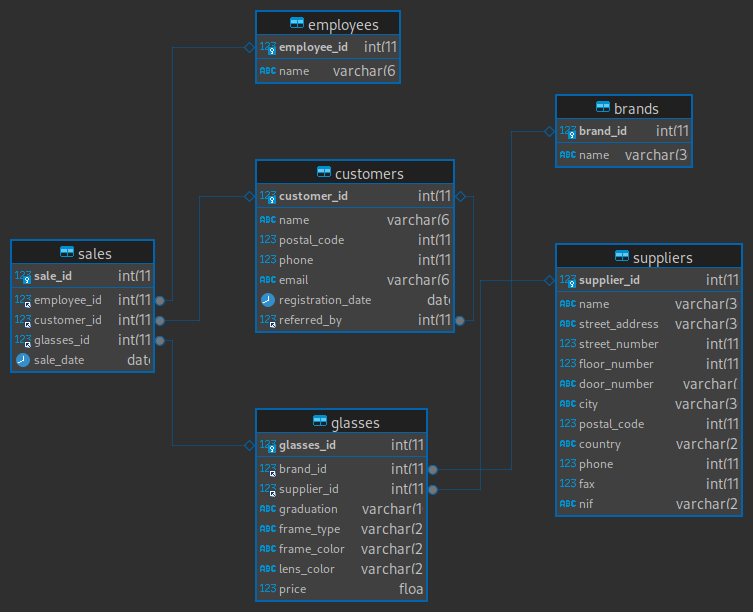 employees
123 employee_id int(11
ABC name varchar(6
brands
123 brand_id int(11
ABC name varchar(3
customers
123 customer_id int(11
ABC name varchar(6
123 postal_code int(11
123 phone int(11
ABC email varchar(6
registration_date date
123 referred_by int(11
sales
123 sale_id int(11
123 employee_id int(11
123 customer_id int(11
123 glasses_id int(11
sale_date date
suppliers
123 supplier_id int(11
ABC name varchar(3
ABC street_address varchar(3
123 street_number int(11
123 floor_number int(11
ABC door_number varchar(
ABC city varchar(3
123 postal_code int(11
ABC country varchar(2
123 phone int(11
123 fax int(11
ABC nif varchar(2
glasses
123 glasses_id int(11
123 brand_id int(11
123 supplier_id int(11
ABC graduation varchar(1
ABC frame_type varchar(2
ABC frame_color varchar(2
ABC lens_color varchar(2
123 price floa